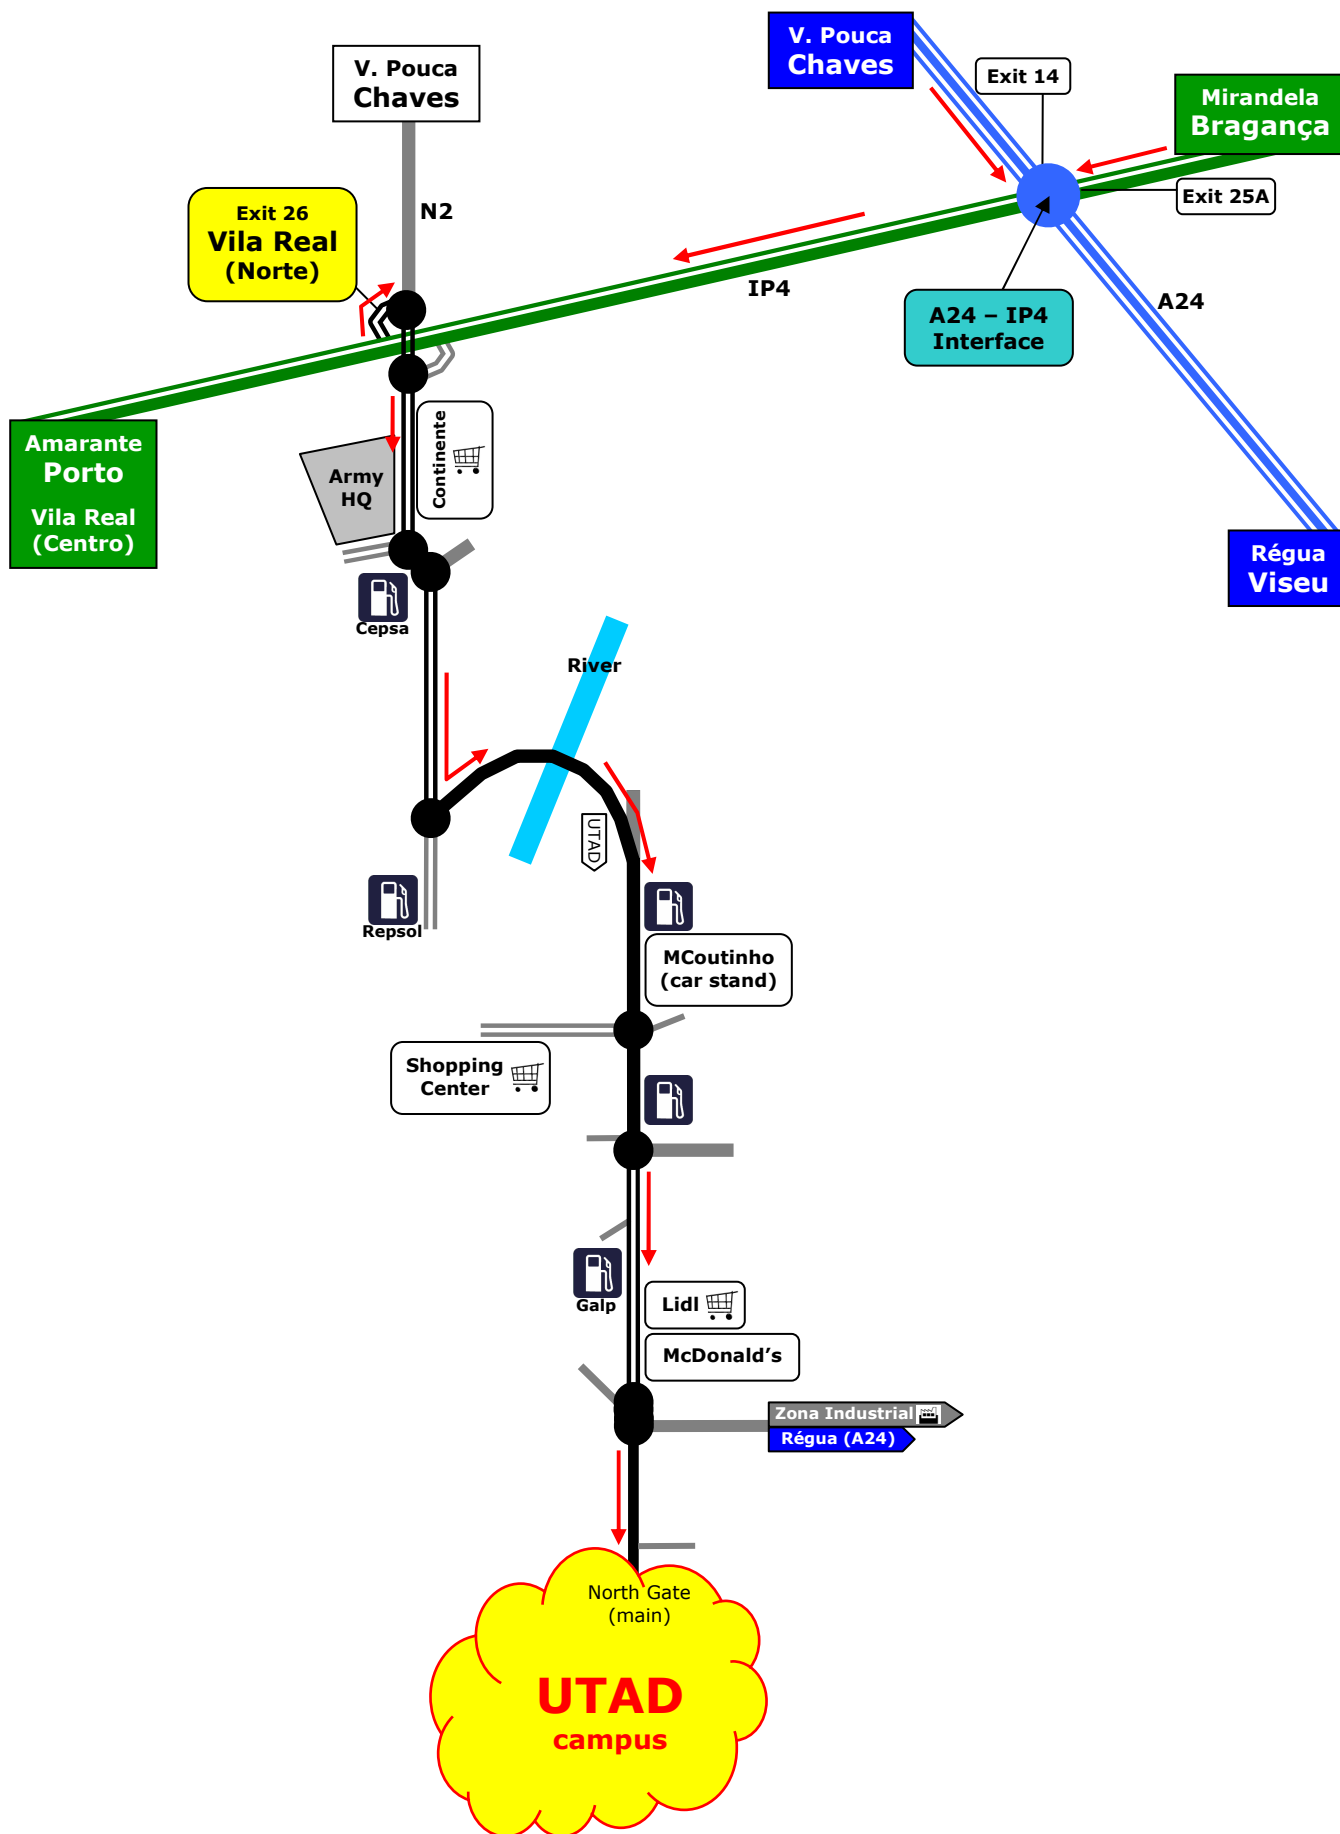 V. Pouca
Chaves
V. Pouca
Chaves
Exit 14
Mirandela
Bragança
Exit 25A
N2
Exit 26
Vila Real
(Norte)
IP4
A24
A24 – IP4
Interface
Amarante
Porto
Vila Real
(Centro)
Army
HQ
Continente
Régua
Viseu
Cepsa
River
UTAD
Repsol
MCoutinho
(car stand)
Shopping
Center
Galp
Lidl
McDonald's
Zona Industrial
Régua (A24)
North Gate
(main)
UTAD
campus